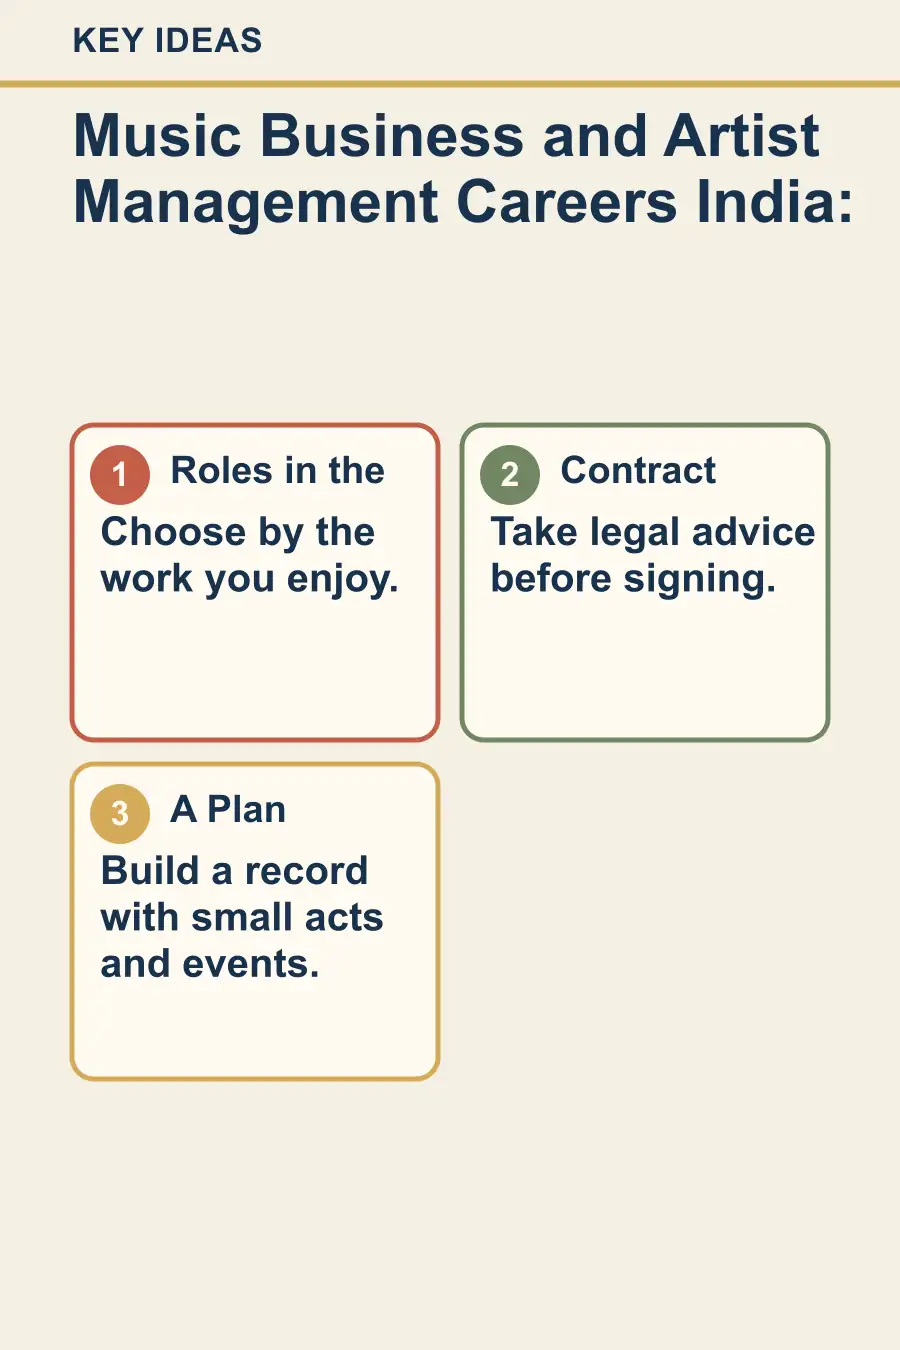 KEY IDEAS
Music Business and Artist
Management Careers India:
1 Roles in the
Choose by the
work you enjoy.
2 Contract
Take legal advice
before signing.
3 A Plan
Build a record
with small acts
and events.